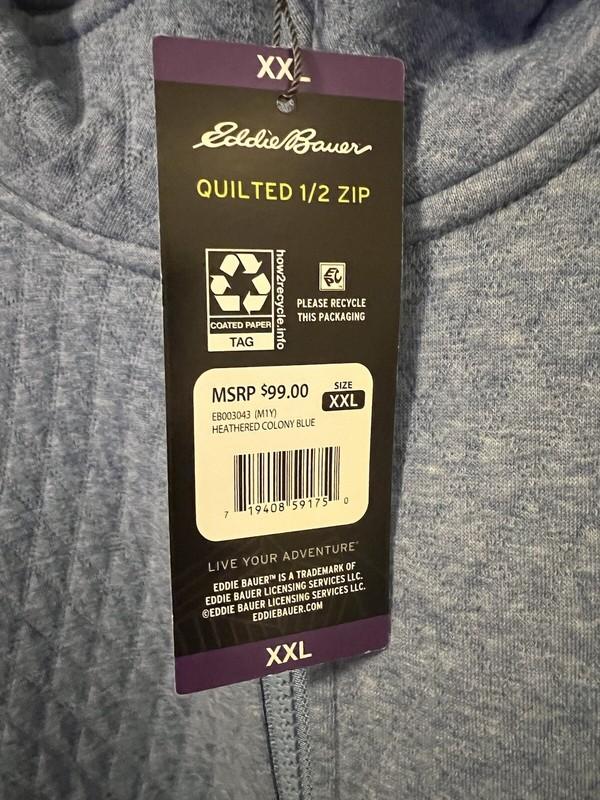 XXL
Eddie Bauer
QUILTED 1/2 ZIP
how2recycle.info
COATED PAPER
TAG
PLEASE RECYCLE
THIS PACKAGING
MSRP $99.00
SIZE
XXL
EB003043 (M1Y)
HEATHERED COLONY BLUE
7 19408 59175 0
LIVE YOUR ADVENTURE
EDDIE BAUER™ IS A TRADEMARK OF
EDDIE BAUER LICENSING SERVICES LLC.
©EDDIE BAUER LICENSING SERVICES LLC.
EDDIEBAUER.COM
XXL